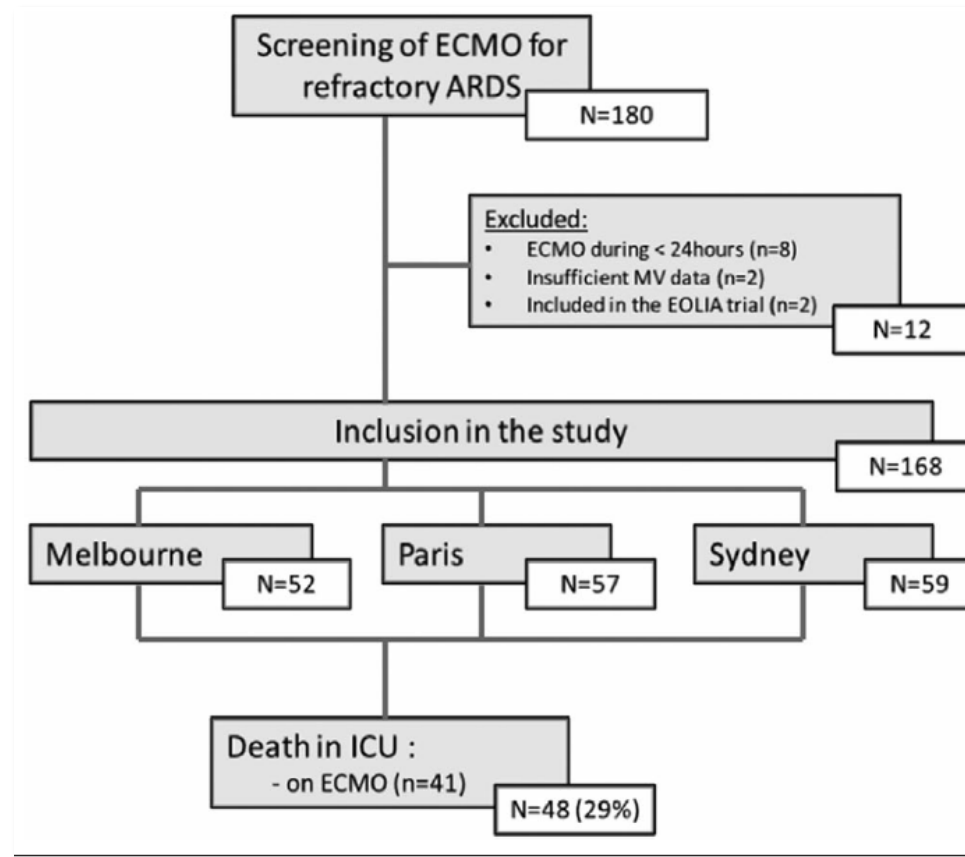 Screening of ECMO for
refractory ARDS
N=180
Excluded:
• ECMO during < 24hours (n=8)
• Insufficient MV data (n=2)
• Included in the EOLIA trial (n=2)
N=12
Inclusion in the study
N=168
Melbourne
N=52
Paris
N=57
Sydney
N=59
Death in ICU :
- on ECMO (n=41)
N=48 (29%)